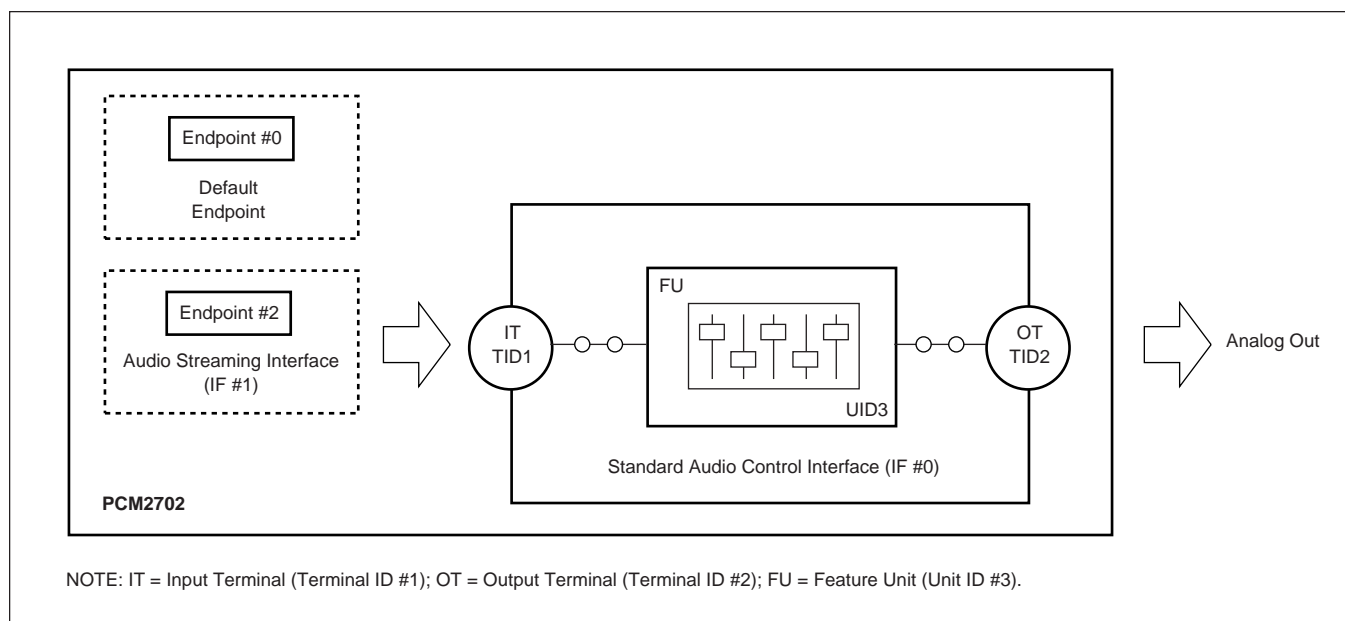 Endpoint #0
Default
Endpoint
Endpoint #2
Audio Streaming Interface
(IF #1)
IT
TID1
FU
UID3
OT
TID2
Analog Out
Standard Audio Control Interface (IF #0)
PCM2702
NOTE: IT = Input Terminal (Terminal ID #1); OT = Output Terminal (Terminal ID #2); FU = Feature Unit (Unit ID #3).